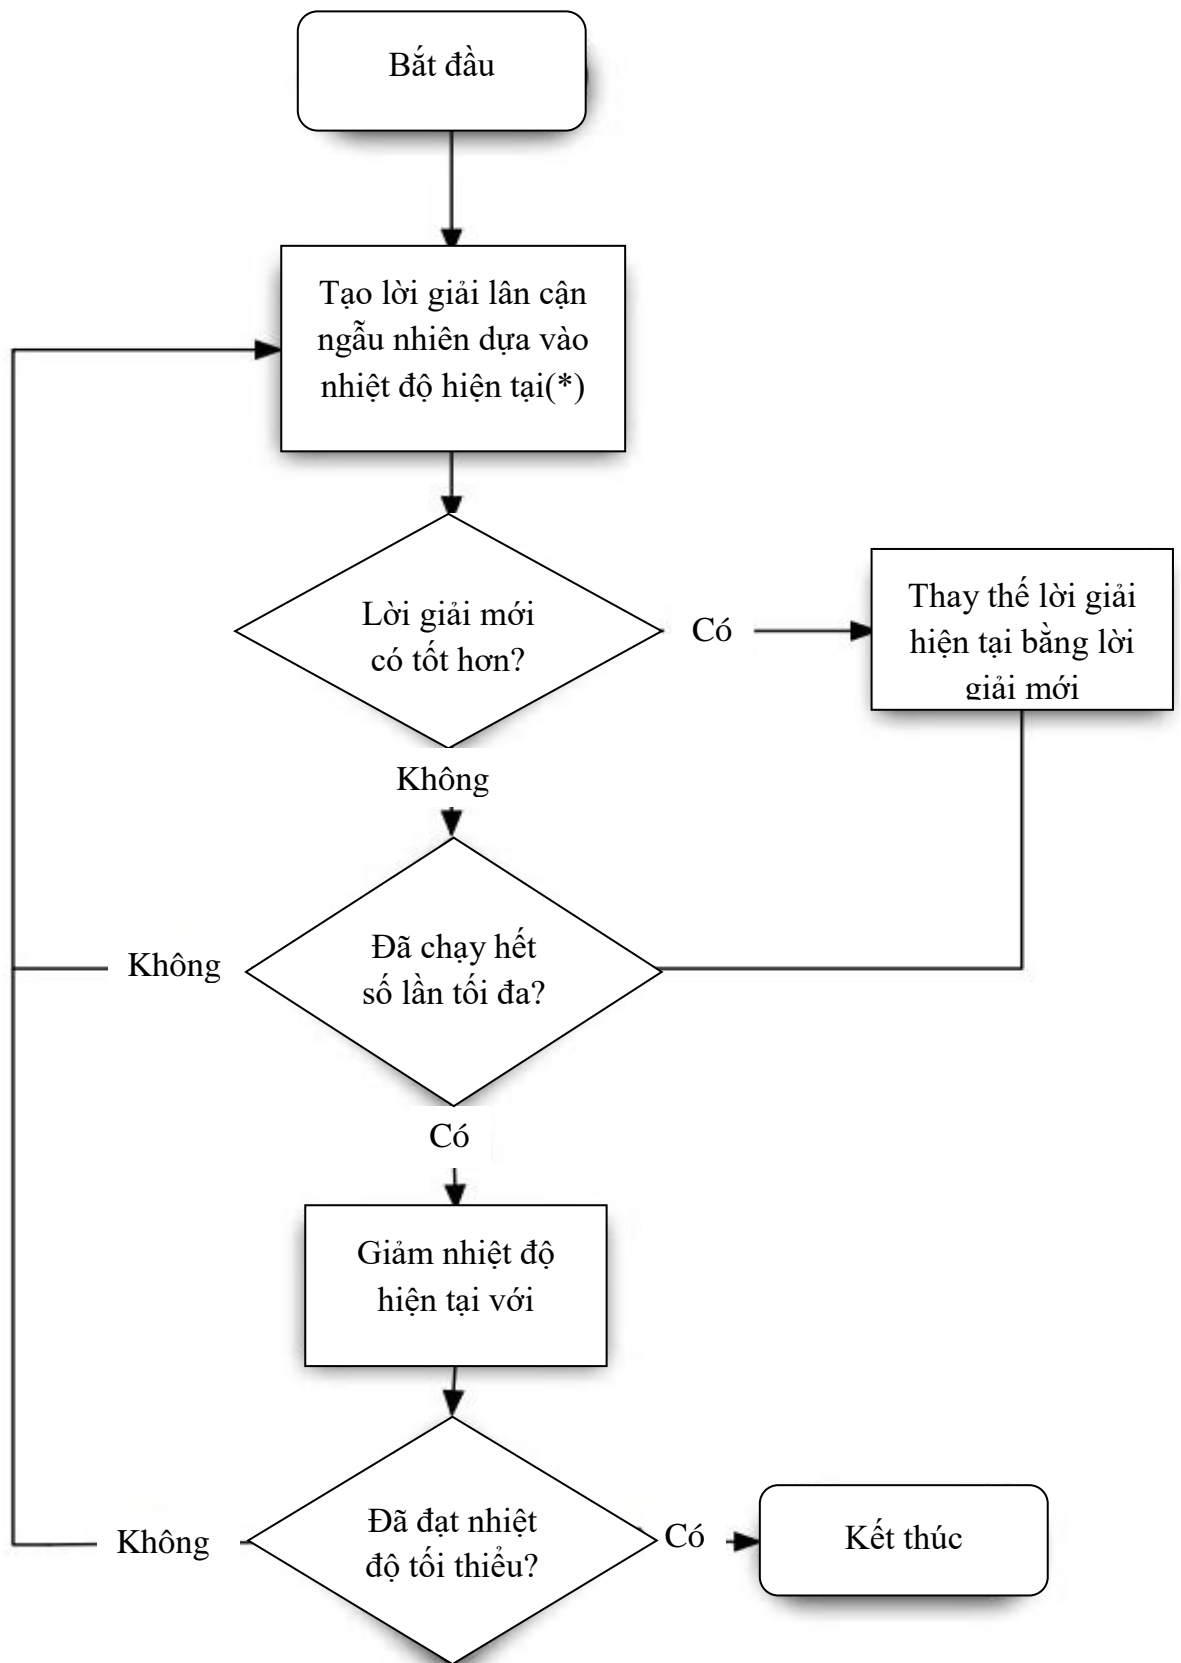 Bắt đầu
Tạo lời giải lân cận
ngẫu nhiên dựa vào
nhiệt độ hiện tại(*)
Lời giải mới
có tốt hơn?
Có
Thay thế lời giải
hiện tại bằng lời
giải mới
Không
Đã chạy hết
số lần tối đa?
Không
Có
Giảm nhiệt độ
hiện tại với
Đã đạt nhiệt
độ tối thiểu?
Không
Có
Kết thúc